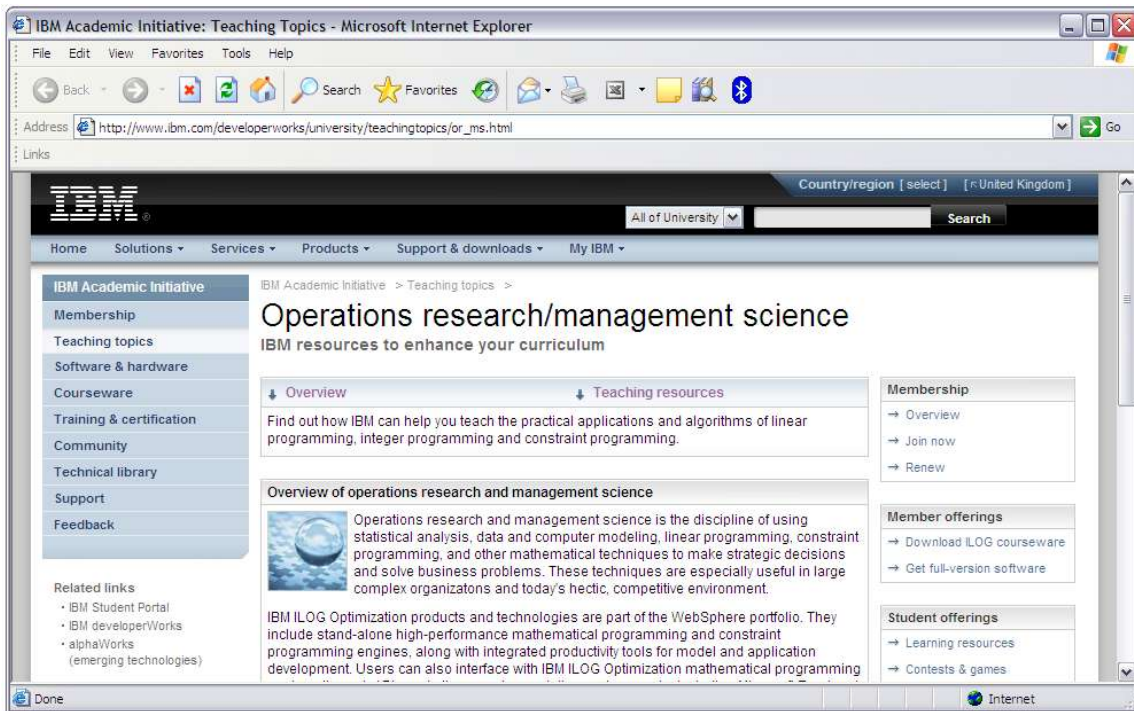 IBM Academic Initiative: Teaching Topics - Microsoft Internet Explorer
File Edit View Favorites Tools Help
Back Search Favorites
Address http://www.ibm.com/developerworks/university/teachingtopics/or_ms.html Go
Links
Country/region [ select ] [ United Kingdom ]
IBM ®
All of University Search
Home Solutions Services Products Support & downloads My IBM
IBM Academic Initiative
Membership
Teaching topics
Software & hardware
Courseware
Training & certification
Community
Technical library
Support
Feedback
Related links
· IBM Student Portal
· IBM developerWorks
· alphaWorks
(emerging technologies)
IBM Academic Initiative > Teaching topics >
Operations research/management science
IBM resources to enhance your curriculum
Overview Teaching resources
Find out how IBM can help you teach the practical applications and algorithms of linear
programming, integer programming and constraint programming.
Overview of operations research and management science
Operations research and management science is the discipline of using
statistical analysis, data and computer modeling, linear programming, constraint
programming, and other mathematical techniques to make strategic decisions
and solve business problems. These techniques are especially useful in large
complex organizatons and today's hectic, competitive environment.
IBM ILOG Optimization products and technologies are part of the WebSphere portfolio. They
include stand-alone high-performance mathematical programming and constraint
programming engines, along with integrated productivity tools for model and application
development. Users can also interface with IBM ILOG Optimization mathematical programming
Membership
→ Overview
→ Join now
→ Renew
Member offerings
→ Download ILOG courseware
→ Get full-version software
Student offerings
→ Learning resources
→ Contests & games
Done Internet